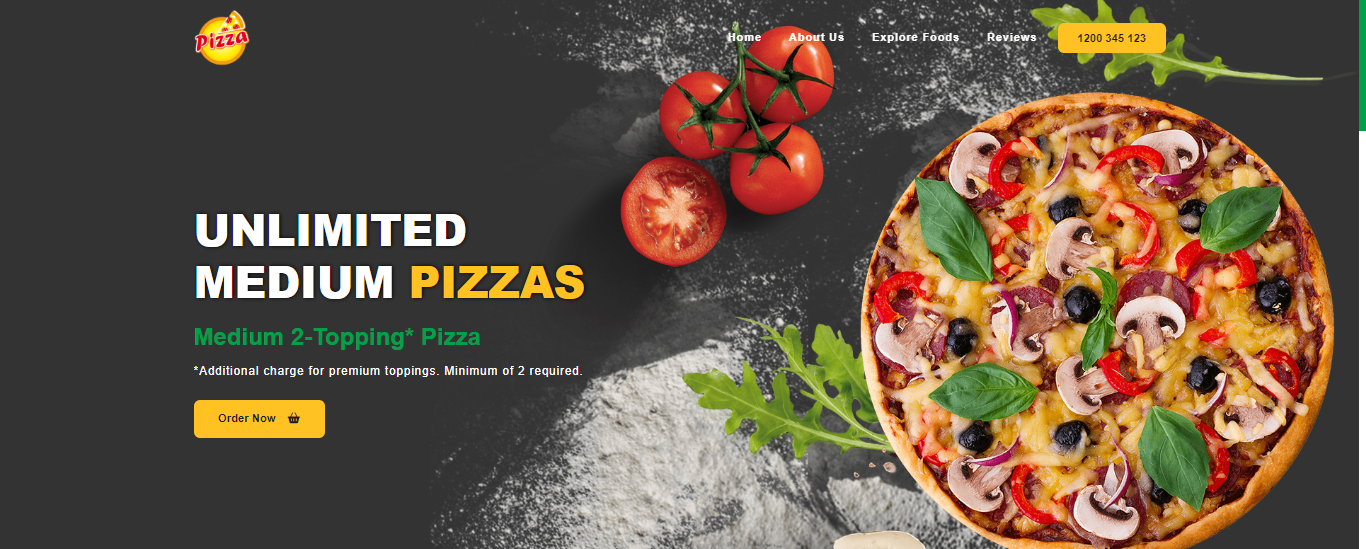 Pizza
Home About Us Explore Foods Reviews 1200 345 123
UNLIMITED
MEDIUM PIZZAS
Medium 2-Topping* Pizza
*Additional charge for premium toppings. Minimum of 2 required.
Order Now